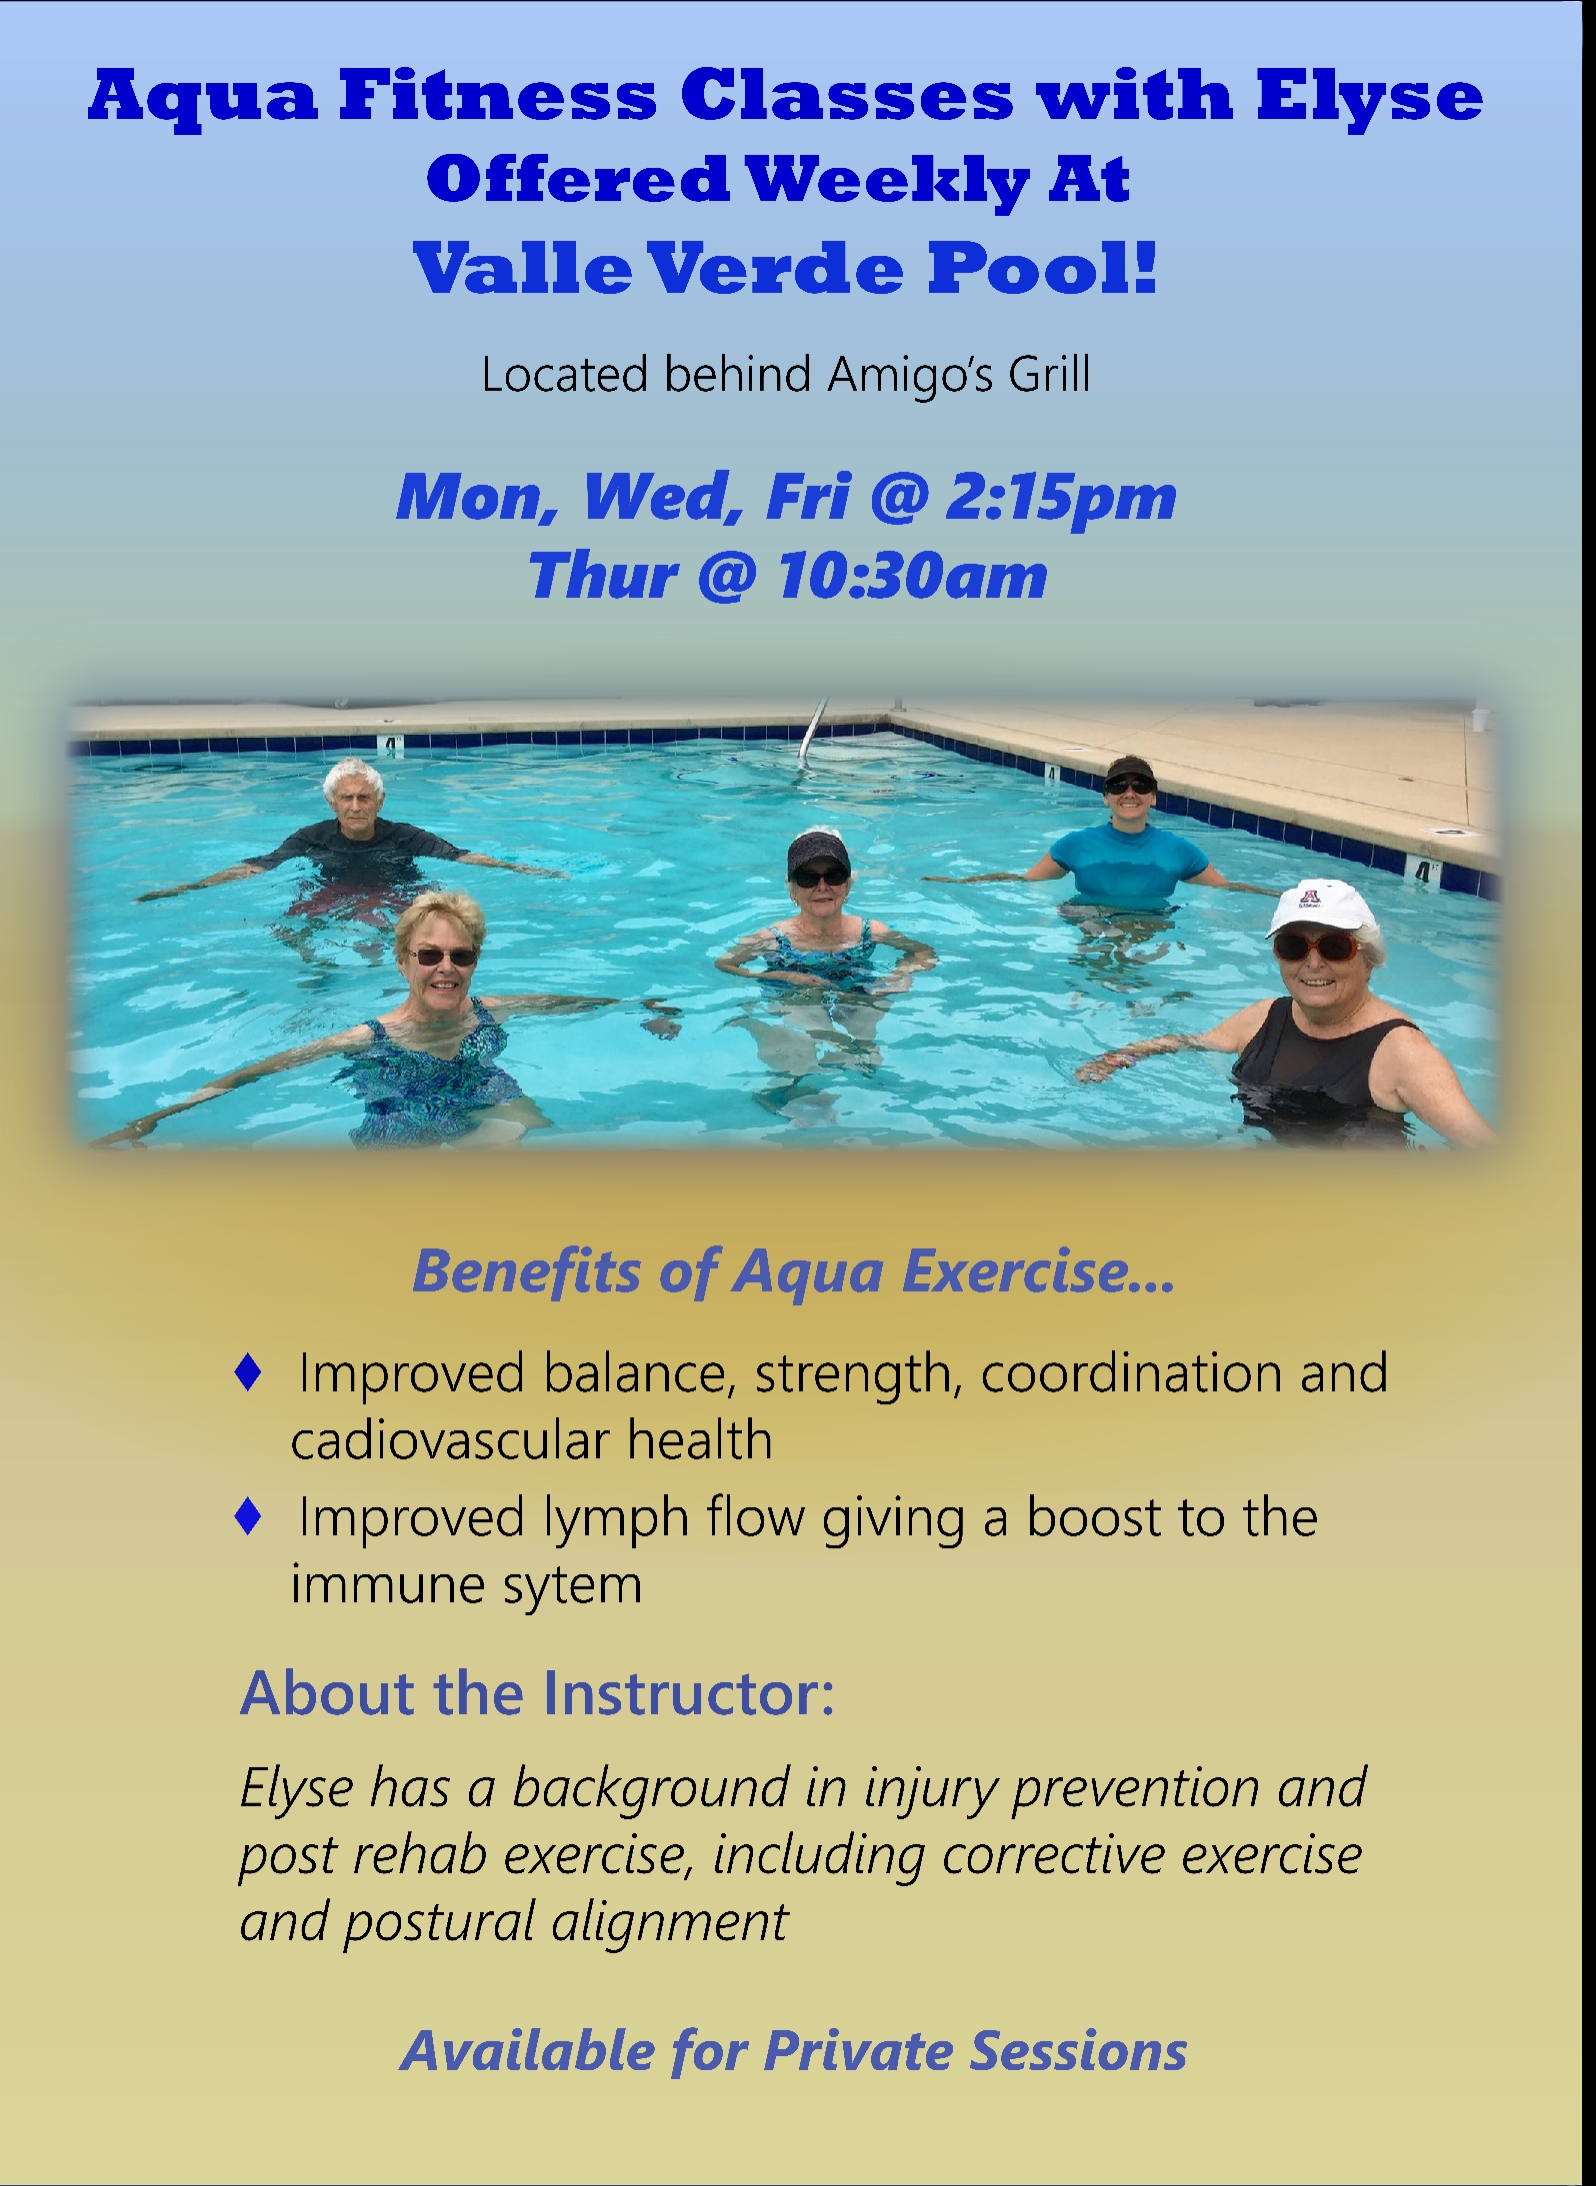 Aqua Fitness Classes with Elyse
Offered Weekly At
Valle Verde Pool!
Located behind Amigo’s Grill
Mon, Wed, Fri @ 2:15pm
Thur @ 10:30am
4
4
4
A
Benefits of Aqua Exercise...
♦ Improved balance, strength, coordination and
cadiovascular health
♦ Improved lymph flow giving a boost to the
immune sytem
About the Instructor:
Elyse has a background in injury prevention and
post rehab exercise, including corrective exercise
and postural alignment
Available for Private Sessions